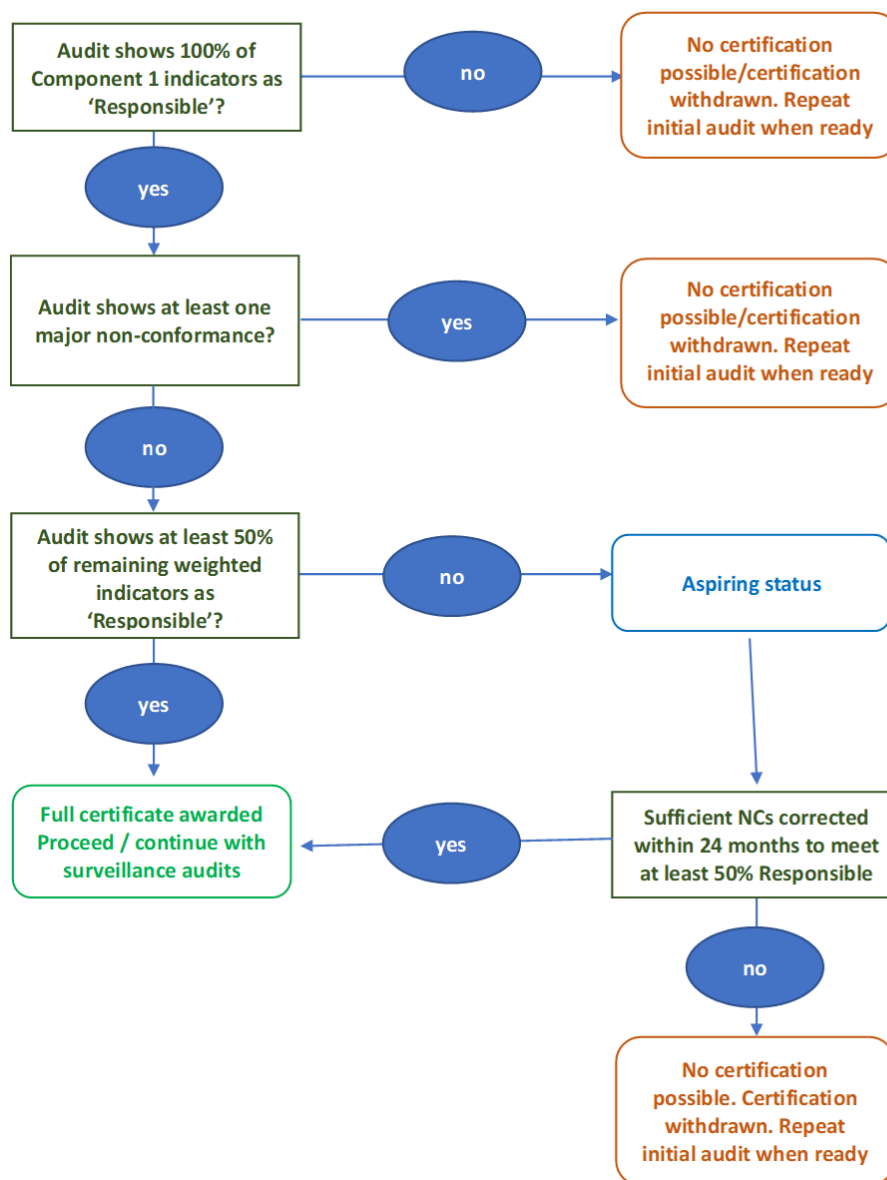 Audit shows 100% of
Component 1 indicators as
‘Responsible’?
no
No certification
possible/certification
withdrawn. Repeat
initial audit when ready
yes
Audit shows at least one
major non-conformance?
yes
No certification
possible/certification
withdrawn. Repeat
initial audit when ready
no
Audit shows at least 50%
of remaining weighted
indicators as
‘Responsible’?
no
Aspiring status
yes
Full certificate awarded
Proceed / continue with
surveillance audits
yes
Sufficient NCs corrected
within 24 months to meet
at least 50% Responsible
no
No certification
possible. Certification
withdrawn. Repeat
initial audit when ready